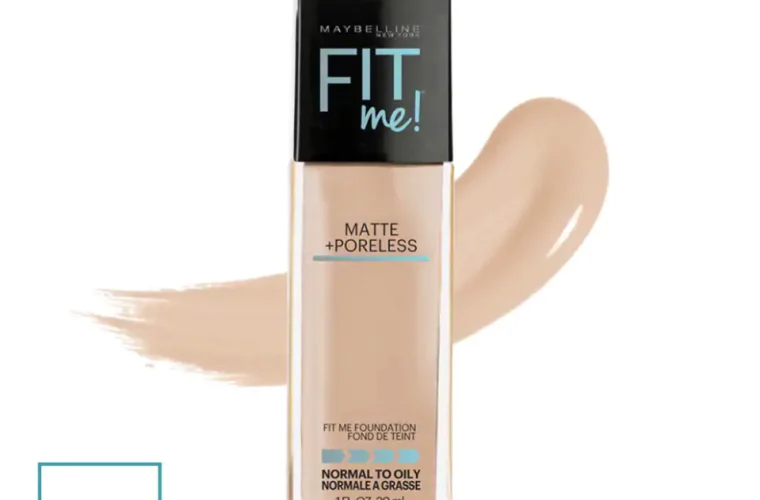 MAYBELLINE
NEW YORK
FIT
me!
MATTE
+PORELESS
FIT ME FOUNDATION
FOND DE TEINT
NORMAL TO OILY
NORMALE A GRASSE